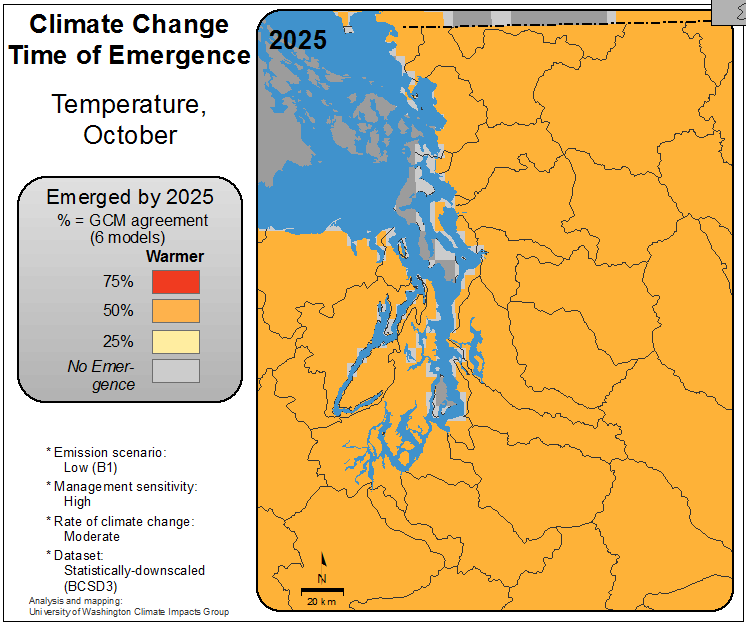 Climate Change
Time of Emergence
Temperature,
October
Emerged by 2025
% = GCM agreement
(6 models)
Warmer
75%
50%
25%
No Emer-
gence
* Emission scenario:
Low (B1)
* Management sensitivity:
High
* Rate of climate change:
Moderate
* Dataset:
Statistically-downscaled
(BCSD3)
Analysis and mapping:
University of Washington Climate Impacts Group
2025
N
20 km